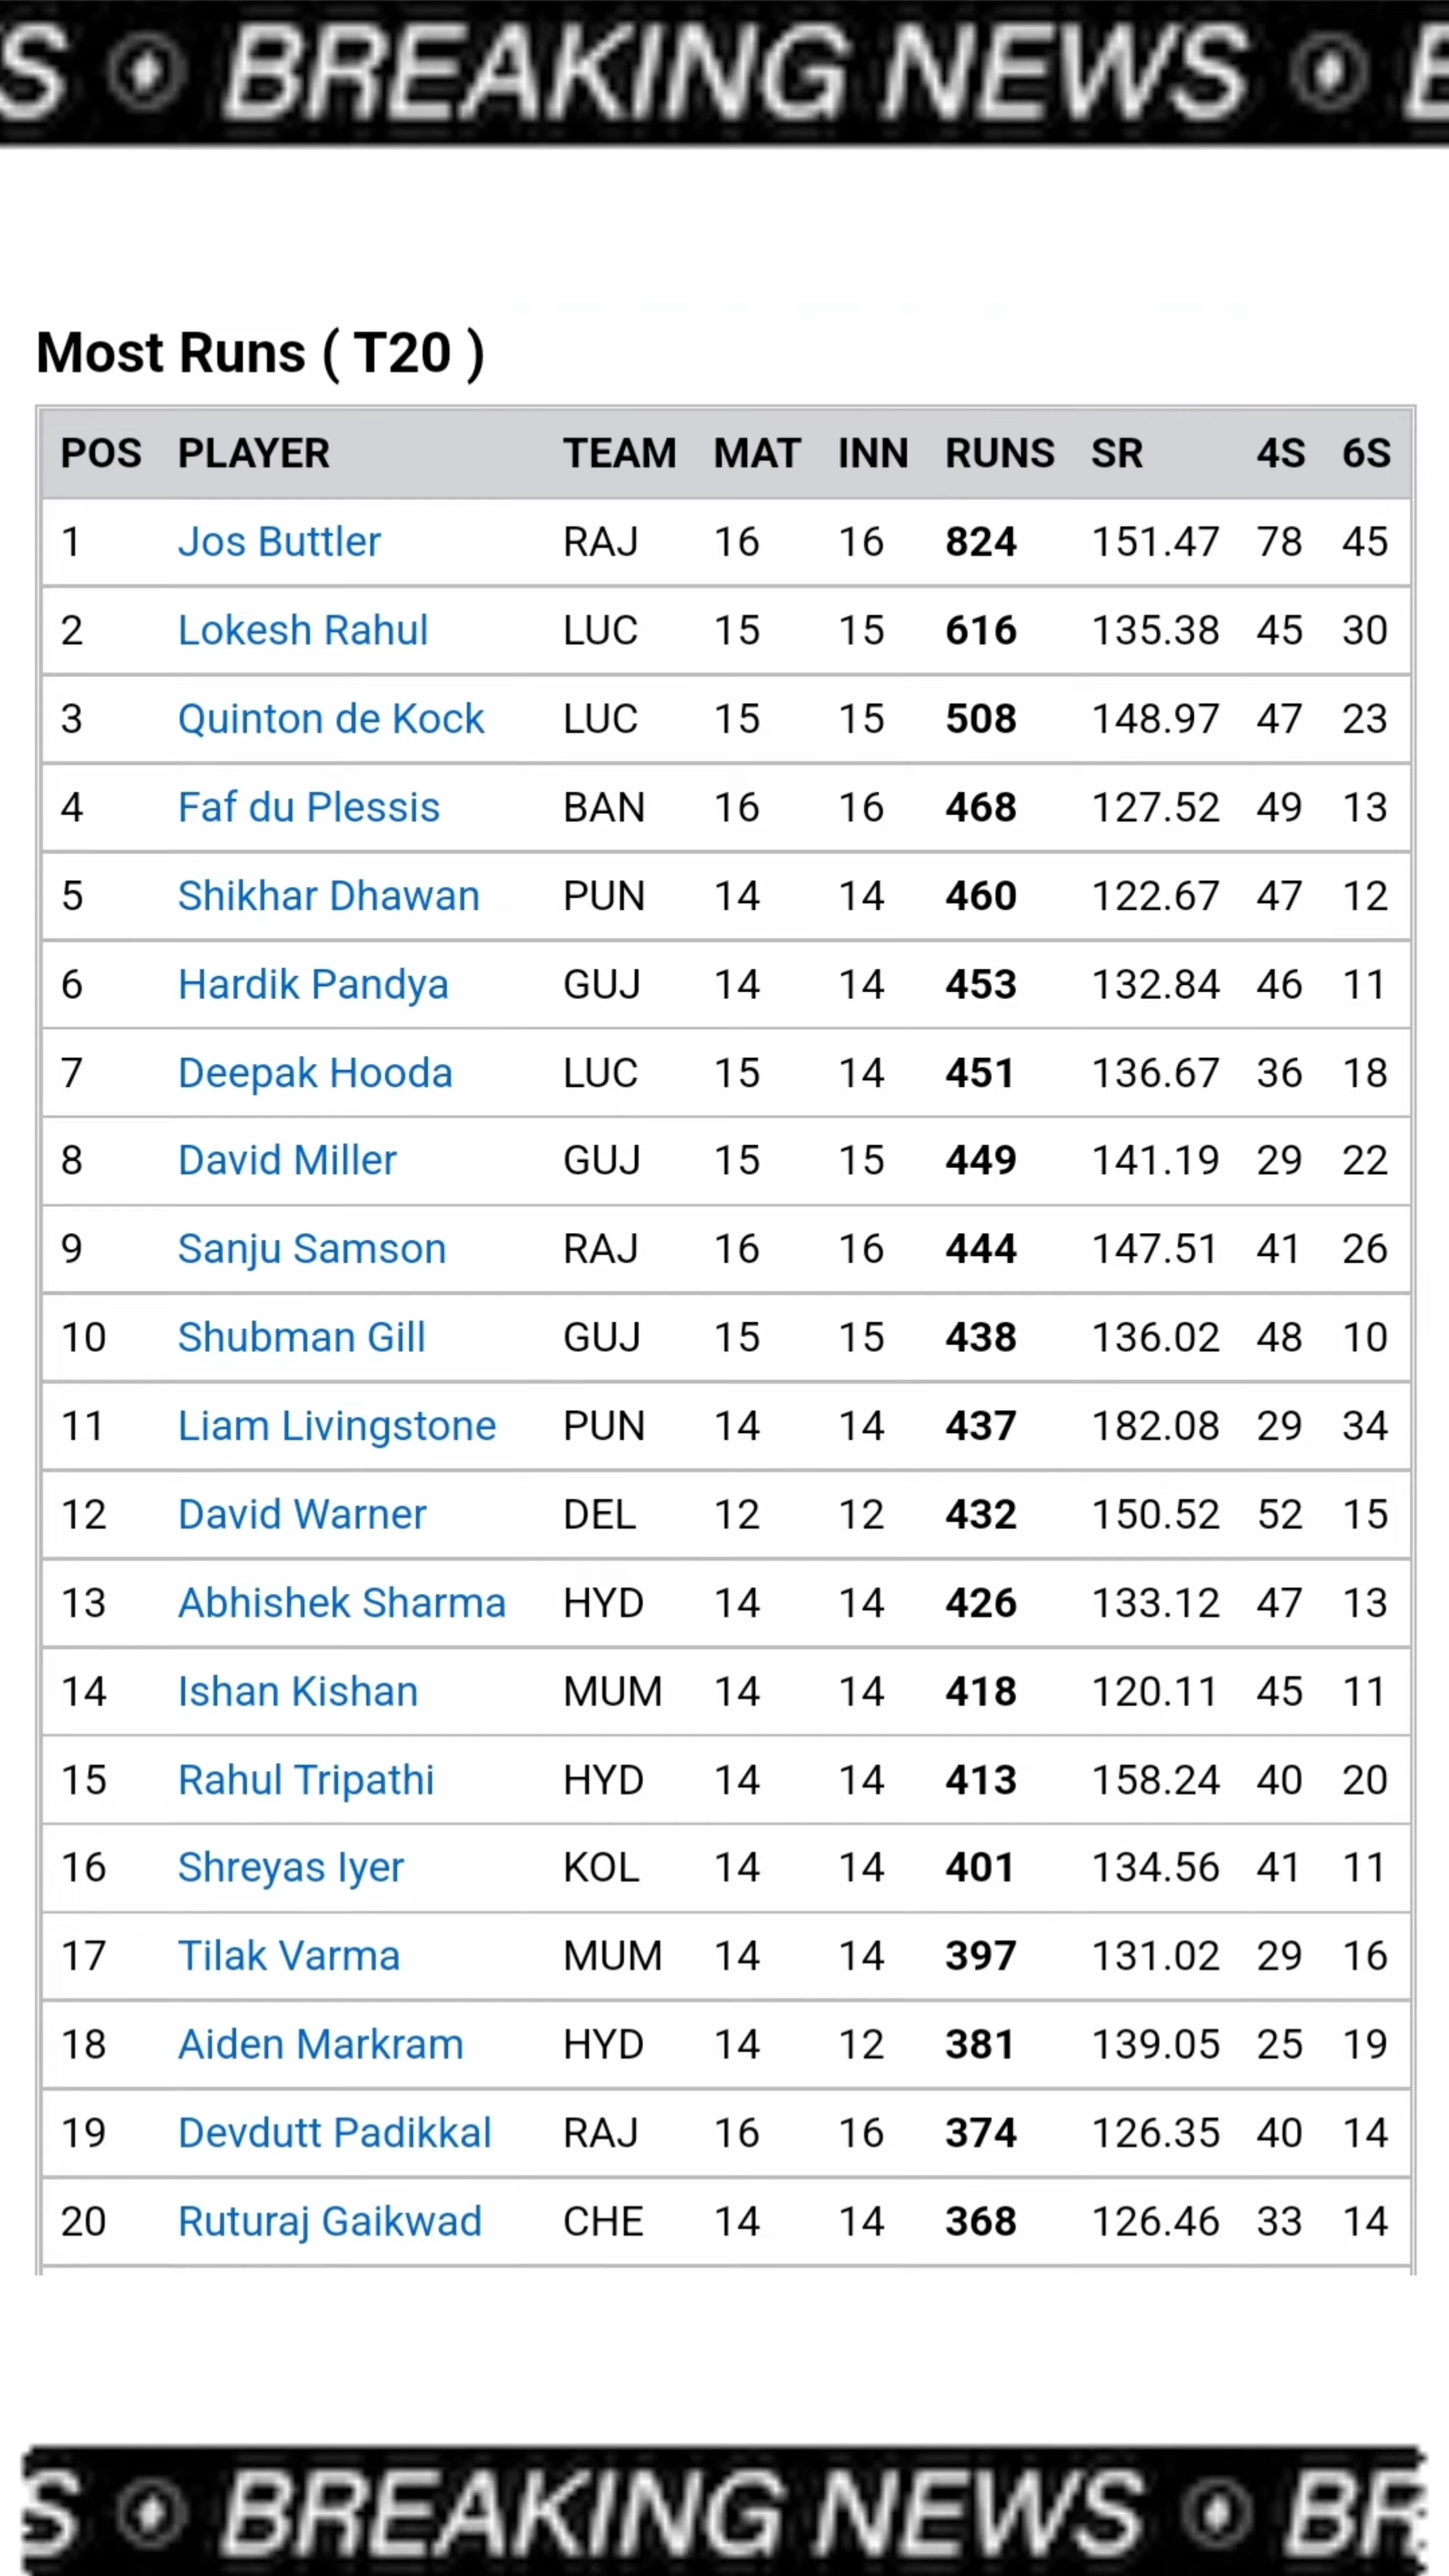 S BREAKING NEWS B
Most Runs ( T20 )
POS PLAYER TEAM MAT INN RUNS SR 4S 6S
1 Jos Buttler RAJ 16 16 824 151.47 78 45
2 Lokesh Rahul LUC 15 15 616 135.38 45 30
3 Quinton de Kock LUC 15 15 508 148.97 47 23
4 Faf du Plessis BAN 16 16 468 127.52 49 13
5 Shikhar Dhawan PUN 14 14 460 122.67 47 12
6 Hardik Pandya GUJ 14 14 453 132.84 46 11
7 Deepak Hooda LUC 15 14 451 136.67 36 18
8 David Miller GUJ 15 15 449 141.19 29 22
9 Sanju Samson RAJ 16 16 444 147.51 41 26
10 Shubman Gill GUJ 15 15 438 136.02 48 10
11 Liam Livingstone PUN 14 14 437 182.08 29 34
12 David Warner DEL 12 12 432 150.52 52 15
13 Abhishek Sharma HYD 14 14 426 133.12 47 13
14 Ishan Kishan MUM 14 14 418 120.11 45 11
15 Rahul Tripathi HYD 14 14 413 158.24 40 20
16 Shreyas Iyer KOL 14 14 401 134.56 41 11
17 Tilak Varma MUM 14 14 397 131.02 29 16
18 Aiden Markram HYD 14 12 381 139.05 25 19
19 Devdutt Padikkal RAJ 16 16 374 126.35 40 14
20 Ruturaj Gaikwad CHE 14 14 368 126.46 33 14
S BREAKING NEWS BR